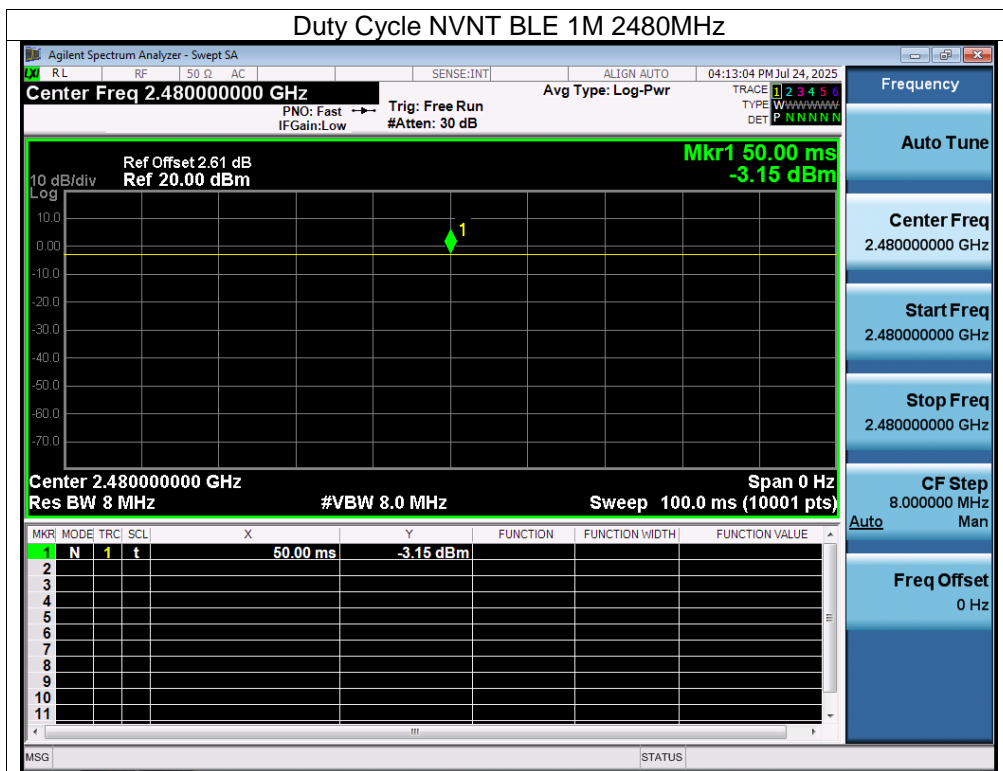 Duty Cycle NVNT BLE 1M 2480MHz
Agilent Spectrum Analyzer - Swept SA
LXI RL RF 50 Ω AC SENSE:INT ALIGN AUTO 04:13:04 PM Jul 24, 2025
Center Freq 2.480000000 GHz
PNO: Fast
IFGain:Low
Trig: Free Run
#Atten: 30 dB
Avg Type: Log-Pwr
TRACE 1 2 3 4 5 6
TYPE WWWWWW
DET P N N N N N
Mkr1 50.00 ms
-3.15 dBm
Ref Offset 2.61 dB
10 dB/div Ref 20.00 dBm
Log
10.0
0.00
-10.0
-20.0
-30.0
-40.0
-50.0
-60.0
-70.0
1
Center 2.480000000 GHz Span 0 Hz
Res BW 8 MHz #VBW 8.0 MHz Sweep 100.0 ms (10001 pts)
MKR MODE TRC SCL X Y FUNCTION FUNCTION WIDTH FUNCTION VALUE
1 N 1 t 50.00 ms -3.15 dBm
2
3
4
5
6
7
8
9
10
11
MSG STATUS
Frequency
Auto Tune
Center Freq
2.480000000 GHz
Start Freq
2.480000000 GHz
Stop Freq
2.480000000 GHz
CF Step
8.000000 MHz
Auto Man
Freq Offset
0 Hz